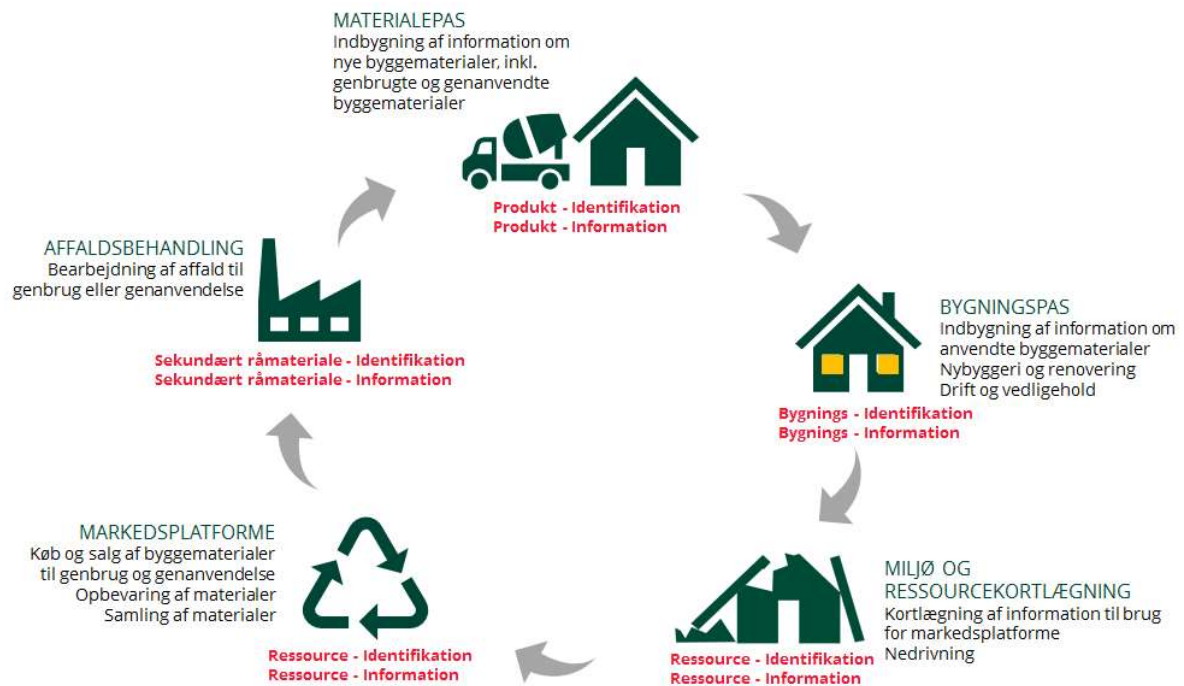 MATERIALEPAS
Indbygning af information om
nye byggematerialer, inkl.
genbrugte og genanvendte
byggematerialer
Produkt - Identifikation
Produkt - Information
BYGNINGSPAS
Indbygning af information om
anvendte byggematerialer
Nybyggeri og renovering
Drift og vedligehold
Bygnings - Identifikation
Bygnings - Information
MILJØ OG
RESSOURCEKORTLÆGNING
Kortlægning af information til brug
for markedsplatforme
Nedrivning
Ressource - Identifikation
Ressource - Information
MARKEDSPLATFORME
Køb og salg af byggematerialer
til genbrug og genanvendelse
Opbevaring af materialer
Samling af materialer
Ressource - Identifikation
Ressource - Information
AFFALDSBEHANDLING
Bearbejdning af affald til
genbrug eller genanvendelse
Sekundært råmateriale - Identifikation
Sekundært råmateriale - Information